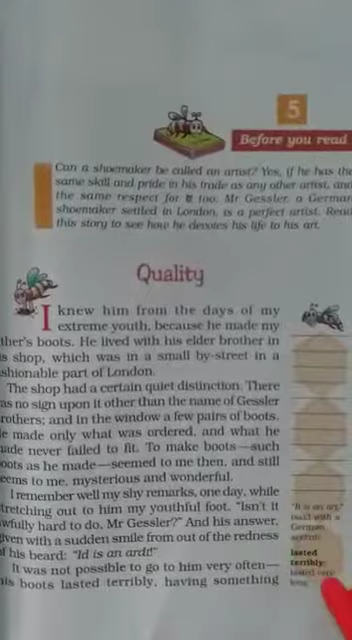 5
Before you read
Can a shoemaker be called an artist? Yes, if he has the
same skill and pride in his trade as any other artist, and
the same respect for it too. Mr Gessler, a German
shoemaker settled in London, is a perfect artist. Read
this story to see how he devotes his life to his art.
Quality
I knew him from the days of my
extreme youth, because he made my
ther's boots. He lived with his elder brother in
is shop, which was in a small by-street in a
shionable part of London.
The shop had a certain quiet distinction. There
as no sign upon it other than the name of Gessler
rothers; and in the window a few pairs of boots.
e made only what was ordered, and what he
ade never failed to fit. To make boots—such
oots as he made—seemed to me then, and still
eems to me, mysterious and wonderful.
I remember well my shy remarks, one day, while
tretching out to him my youthful foot. "Isn't it
wfully hard to do, Mr Gessler?" And his answer,
given with a sudden smile from out of the redness
f his beard: "Id is an ardt!"
It was not possible to go to him very often—
is boots lasted terribly, having something
"It is an art,"
(said with a
German
accent)
lasted
terribly:
lasted very
long